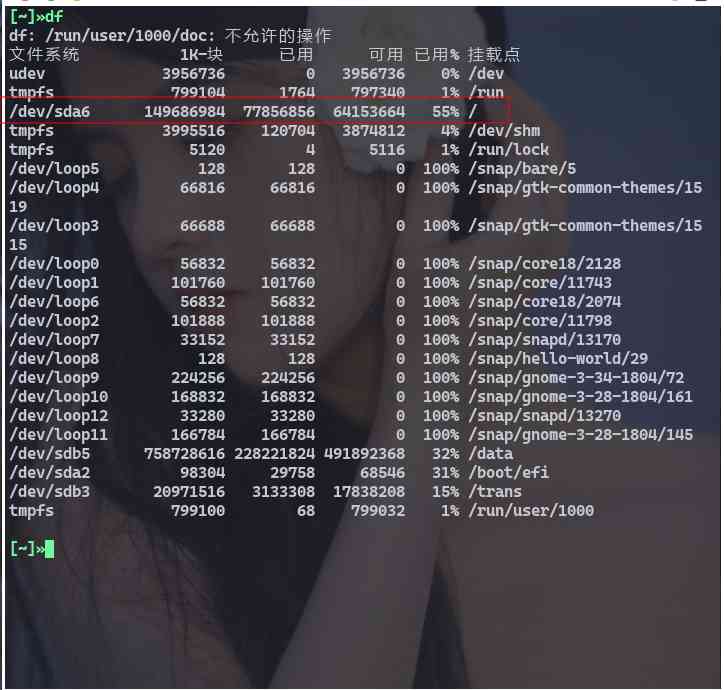 [~]»df
df: /run/user/1000/doc: 不允许的操作
文件系统 1K-块 已用 可用 已用% 挂载点
udev 3956736 0 3956736 0% /dev
tmpfs 799104 1764 797340 1% /run
/dev/sda6 149686984 77856856 64153664 55% /
tmpfs 3995516 120704 3874812 4% /dev/shm
tmpfs 5120 4 5116 1% /run/lock
/dev/loop5 128 128 0 100% /snap/bare/5
/dev/loop4 66816 66816 0 100% /snap/gtk-common-themes/15
19
/dev/loop3 66688 66688 0 100% /snap/gtk-common-themes/15
15
/dev/loop0 56832 56832 0 100% /snap/core18/2128
/dev/loop1 101760 101760 0 100% /snap/core/11743
/dev/loop6 56832 56832 0 100% /snap/core18/2074
/dev/loop2 101888 101888 0 100% /snap/core/11798
/dev/loop7 33152 33152 0 100% /snap/snapd/13170
/dev/loop8 128 128 0 100% /snap/hello-world/29
/dev/loop9 224256 224256 0 100% /snap/gnome-3-34-1804/72
/dev/loop10 168832 168832 0 100% /snap/gnome-3-28-1804/161
/dev/loop12 33280 33280 0 100% /snap/snapd/13270
/dev/loop11 166784 166784 0 100% /snap/gnome-3-28-1804/145
/dev/sdb5 758728616 228221824 491892368 32% /data
/dev/sda2 98304 29758 68546 31% /boot/efi
/dev/sdb3 20971516 3133308 17838208 15% /trans
tmpfs 799100 68 799032 1% /run/user/1000
[~]»